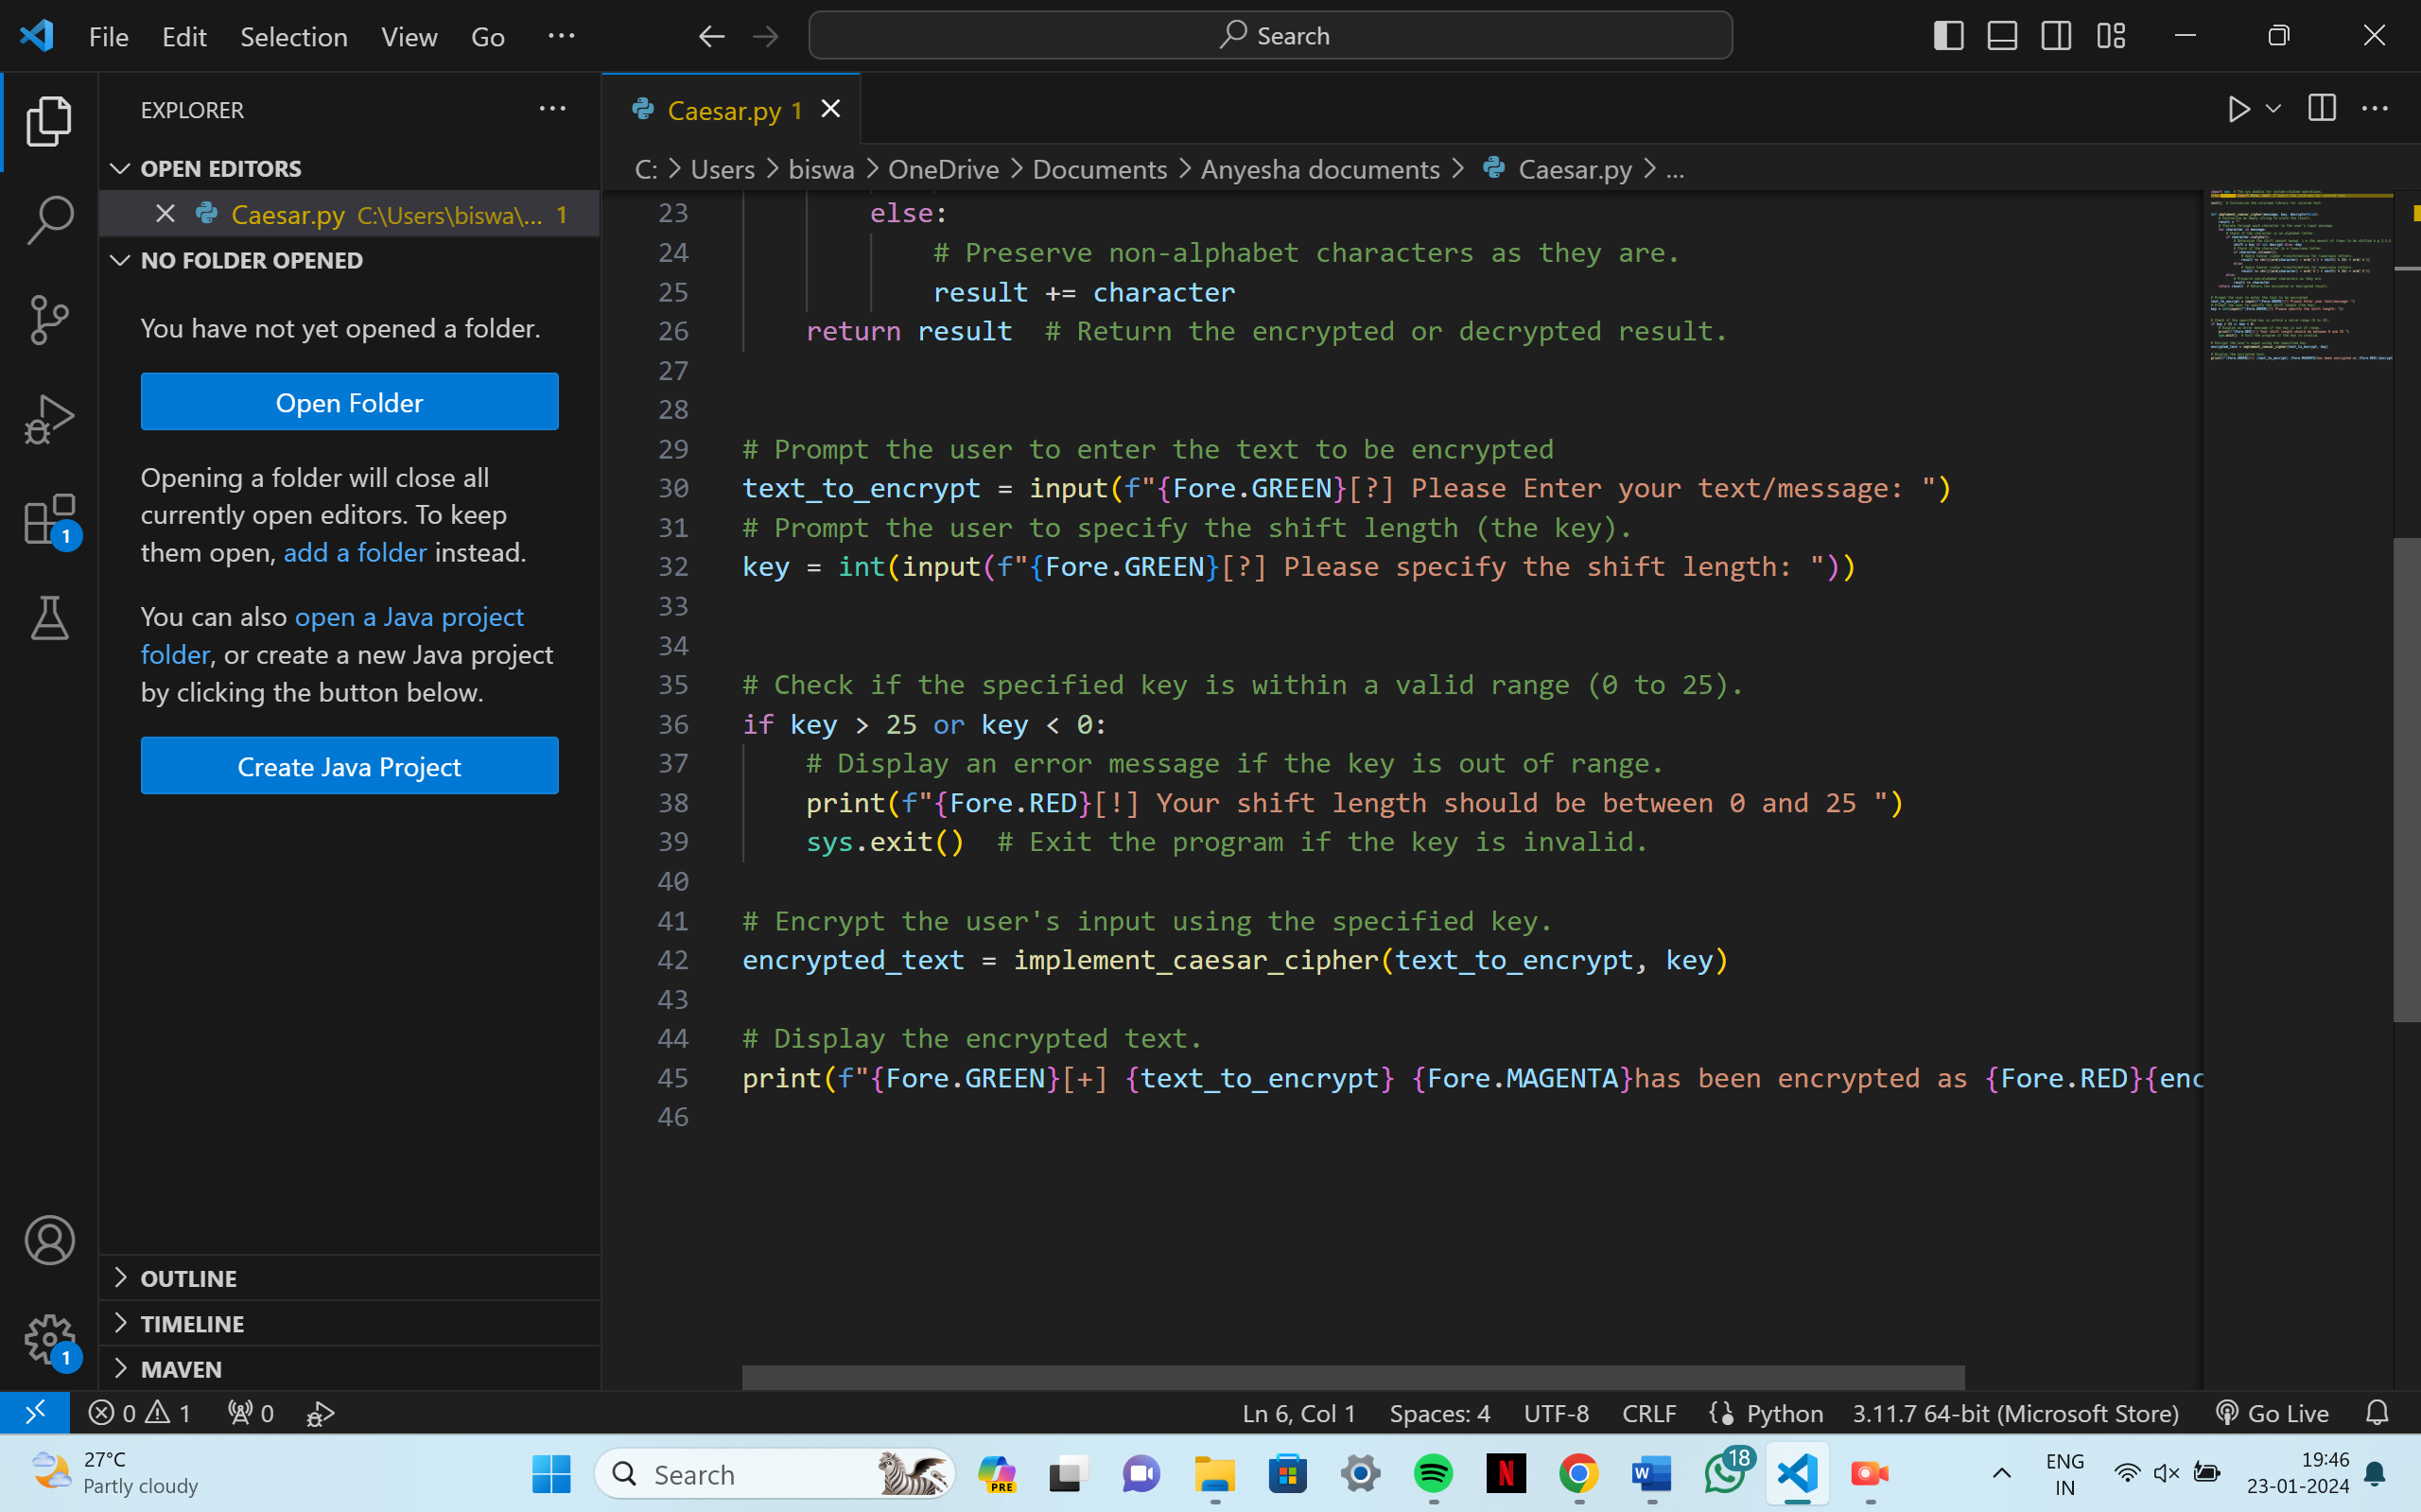 File Edit Selection View Go ... Search
EXPLORER ...
Caesar.py 1
OPEN EDITORS
Caesar.py C:\Users\biswa\... 1
C: > Users > biswa > OneDrive > Documents > Anyesha documents > Caesar.py > ...
NO FOLDER OPENED
You have not yet opened a folder.
Open Folder
Opening a folder will close all
currently open editors. To keep
them open, add a folder instead.
You can also open a Java project
folder, or create a new Java project
by clicking the button below.
Create Java Project
OUTLINE
TIMELINE
MAVEN
1
1
23 else:
24 # Preserve non-alphabet characters as they are.
25 result += character
26 return result # Return the encrypted or decrypted result.
27
28
29 # Prompt the user to enter the text to be encrypted
30 text_to_encrypt = input(f"{Fore.GREEN}[?] Please Enter your text/message: ")
31 # Prompt the user to specify the shift length (the key).
32 key = int(input(f"{Fore.GREEN}[?] Please specify the shift length: "))
33
34
35 # Check if the specified key is within a valid range (0 to 25).
36 if key > 25 or key < 0:
37 # Display an error message if the key is out of range.
38 print(f"{Fore.RED}[!] Your shift length should be between 0 and 25 ")
39 sys.exit() # Exit the program if the key is invalid.
40
41 # Encrypt the user's input using the specified key.
42 encrypted_text = implement_caesar_cipher(text_to_encrypt, key)
43
44 # Display the encrypted text.
45 print(f"{Fore.GREEN}[+] {text_to_encrypt} {Fore.MAGENTA}has been encrypted as {Fore.RED}{enc
46
0 1 0 Ln 6, Col 1 Spaces: 4 UTF-8 CRLF Python 3.11.7 64-bit (Microsoft Store) Go Live
27°C
Partly cloudy
Search
PRE
18
ENG
IN
19:46
23-01-2024